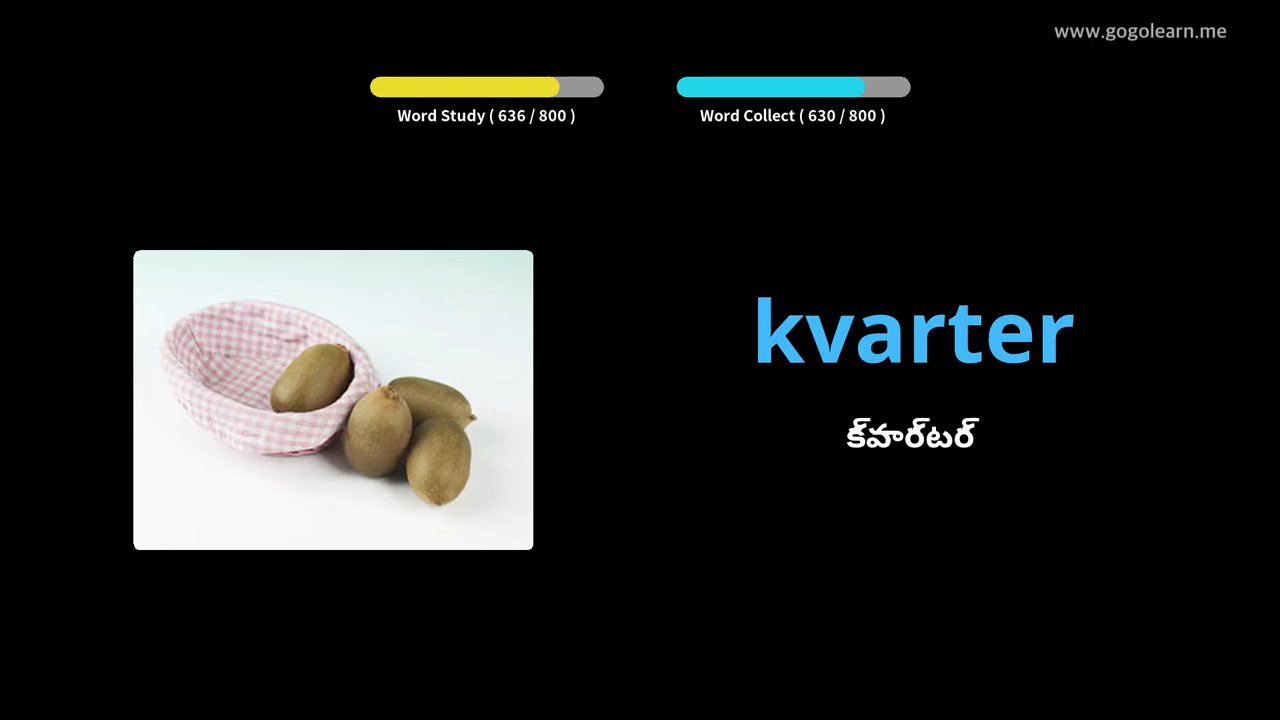 www.gogolearn.me
Word Study ( 636 / 800 )
Word Collect ( 630 / 800 )
kvarter
క్‌వార్‌టర్